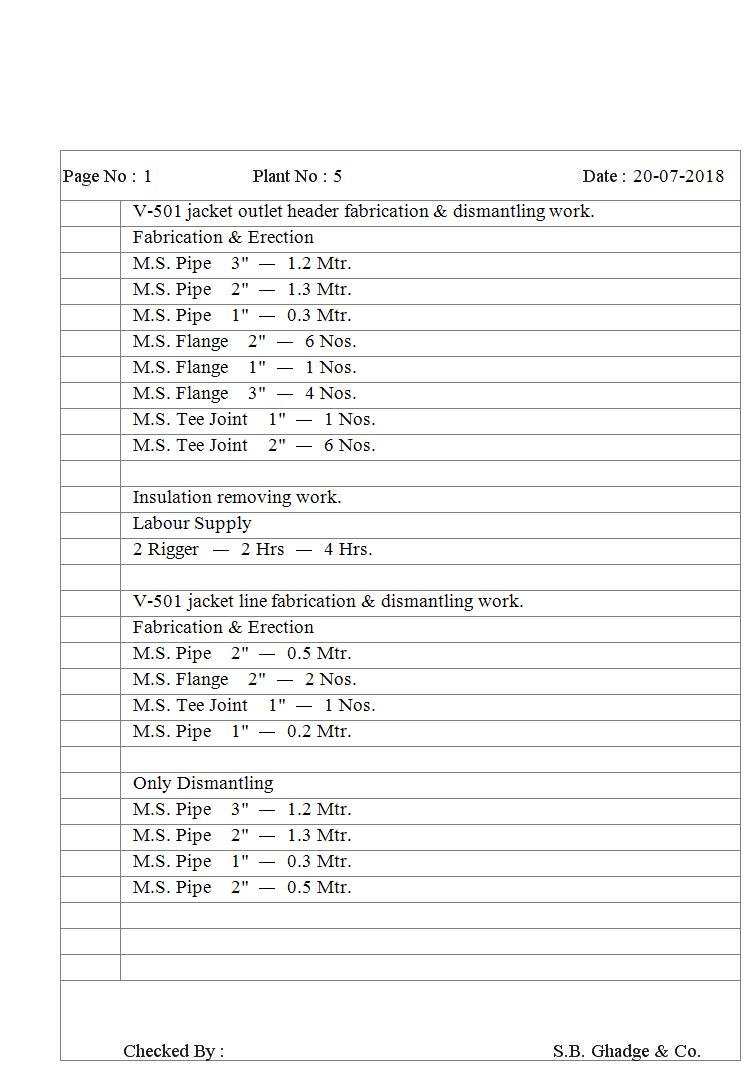 Page No : 1 Plant No : 5 Date : 20-07-2018
V-501 jacket outlet header fabrication & dismantling work.
Fabrication & Erection
M.S. Pipe 3" — 1.2 Mtr.
M.S. Pipe 2" — 1.3 Mtr.
M.S. Pipe 1" — 0.3 Mtr.
M.S. Flange 2" — 6 Nos.
M.S. Flange 1" — 1 Nos.
M.S. Flange 3" — 4 Nos.
M.S. Tee Joint 1" — 1 Nos.
M.S. Tee Joint 2" — 6 Nos.
Insulation removing work.
Labour Supply
2 Rigger — 2 Hrs — 4 Hrs.
V-501 jacket line fabrication & dismantling work.
Fabrication & Erection
M.S. Pipe 2" — 0.5 Mtr.
M.S. Flange 2" — 2 Nos.
M.S. Tee Joint 1" — 1 Nos.
M.S. Pipe 1" — 0.2 Mtr.
Only Dismantling
M.S. Pipe 3" — 1.2 Mtr.
M.S. Pipe 2" — 1.3 Mtr.
M.S. Pipe 1" — 0.3 Mtr.
M.S. Pipe 2" — 0.5 Mtr.
Checked By : S.B. Ghadge & Co.